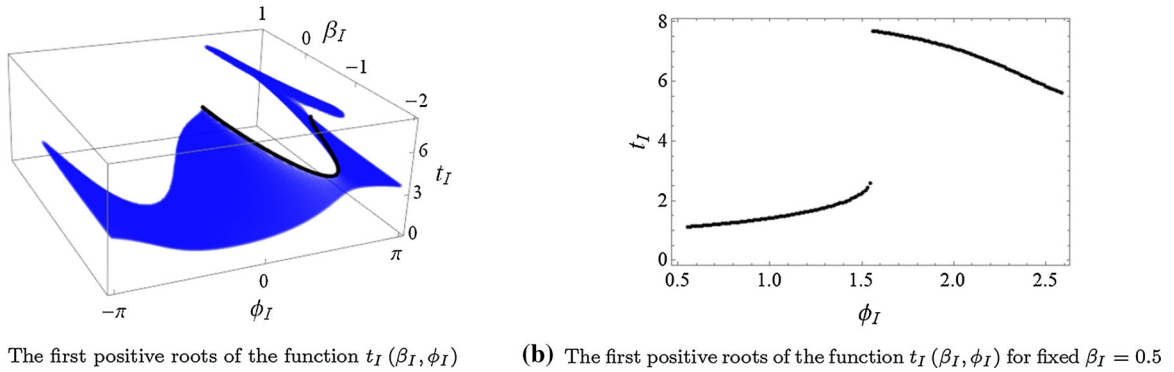 1
0
β_I
−1
−2
6
t_I
3
0
π
0
−π
ϕ_I
The first positive roots of the function t_I (β_I, ϕ_I)
8
6
t_I
4
2
0
0.5 1.0 1.5 2.0 2.5
ϕ_I
(b) The first positive roots of the function t_I (β_I, ϕ_I) for fixed β_I = 0.5